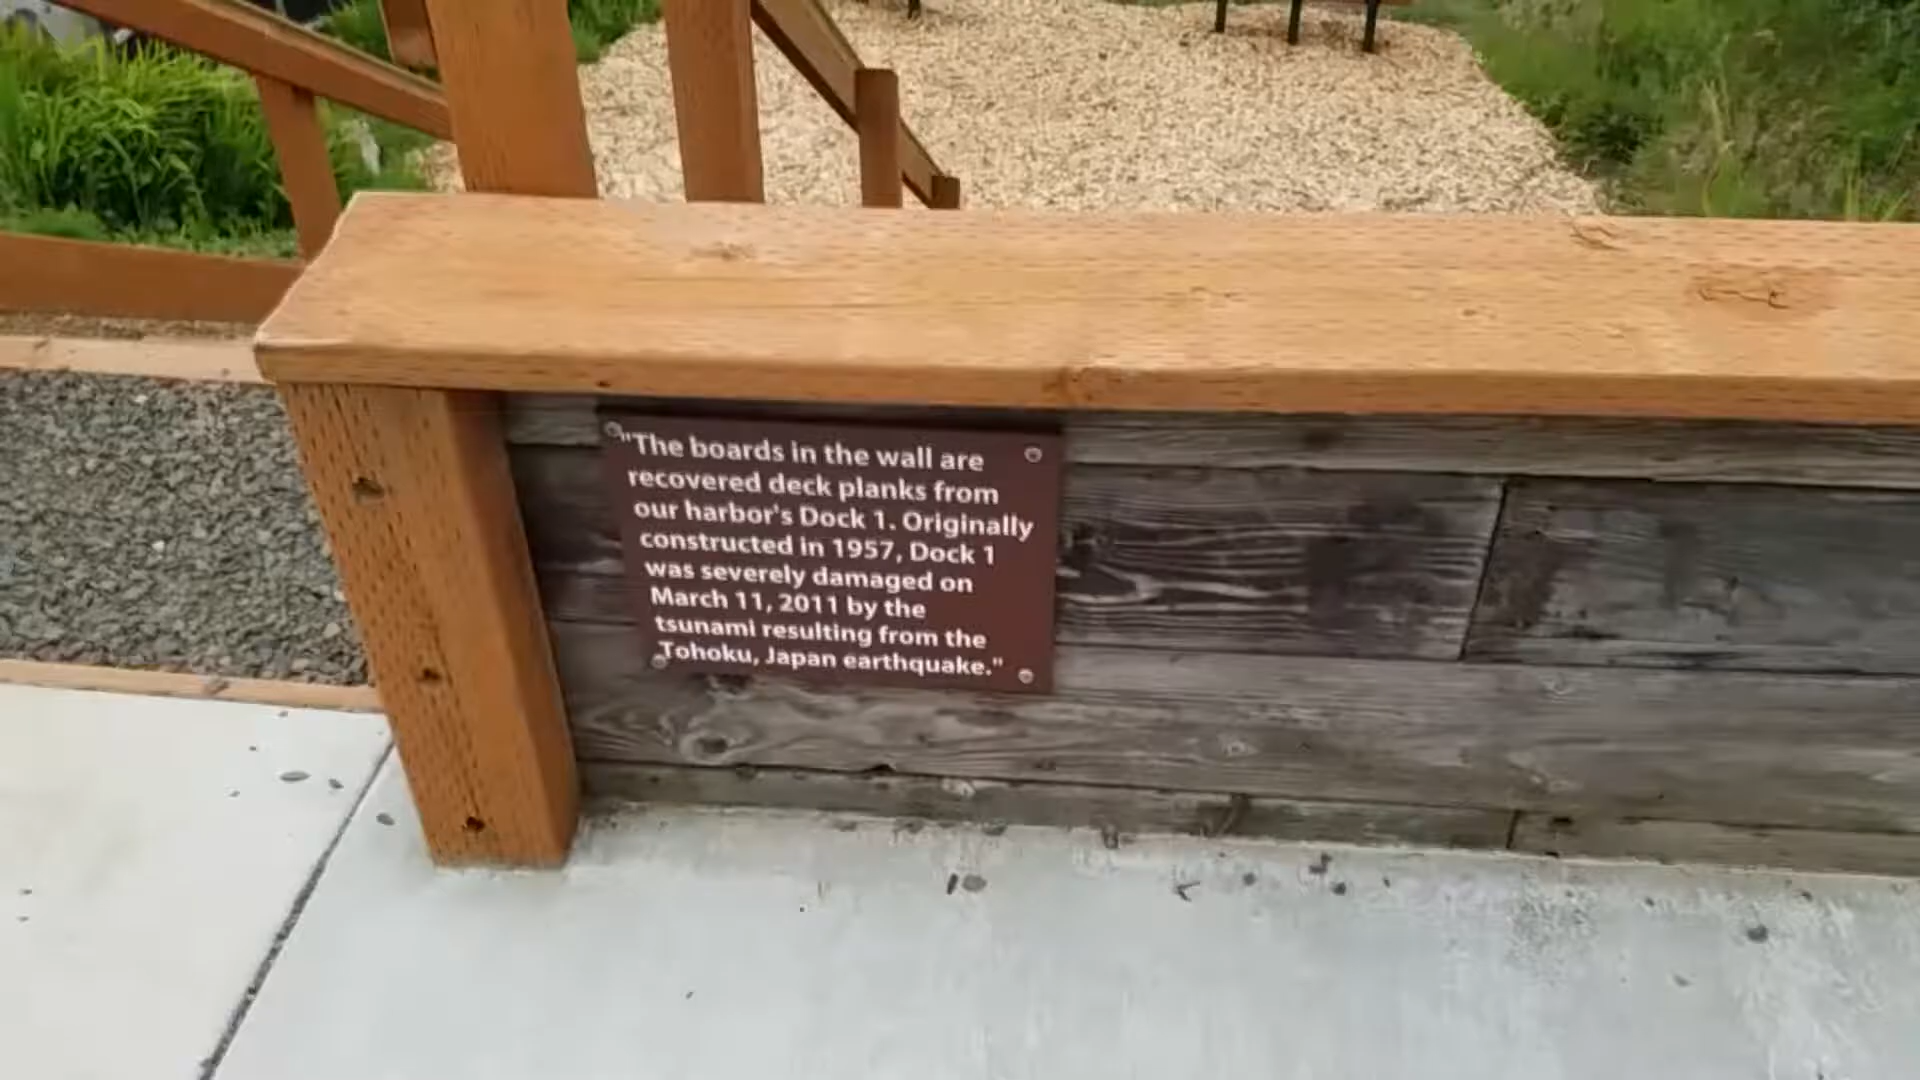 "The boards in the wall are
recovered deck planks from
our harbor's Dock 1. Originally
constructed in 1957, Dock 1
was severely damaged on
March 11, 2011 by the
tsunami resulting from the
Tohoku, Japan earthquake."